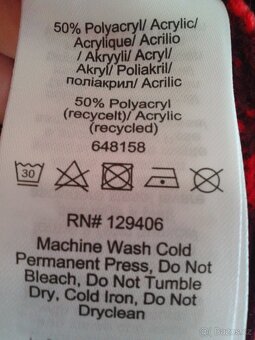 50% Polyacryl/ Acrylic/
Acrylique/ Acrilio
/ Akryyli/ Acryl/
Akryl/ Poliakril/
поліакрил/ Acrilic
50% Polyacryl
(recycelt)/ Acrylic
(recycled)
648158
30
RN# 129406
Machine Wash Cold
Permanent Press, Do Not
Bleach, Do Not Tumble
Dry, Cold Iron, Do Not
Dryclean